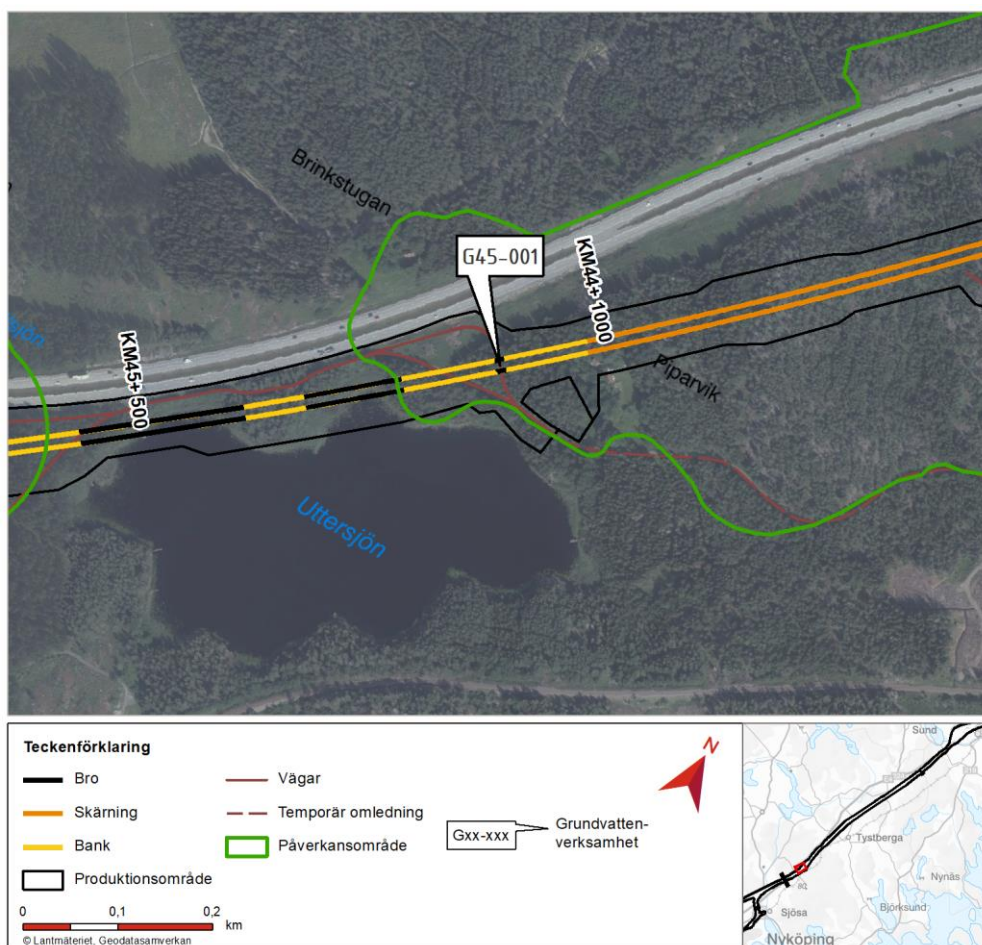 Brinkstugan
G45-001
KM44+1000
sjön
KM45+500
Piparvik
Uttersjön
Teckenförklaring
Bro
Skärning
Bank
Produktionsområde
Vägar
Temporär omledning
Påverkansområde
Gxx-xxx
Grundvatten-
verksamhet
N
0 0,1 0,2
km
© Lantmäteriet, Geodatasamverkan
Sund
Tystberga
Nynäs
Björksund
Sjösa
Nyköping